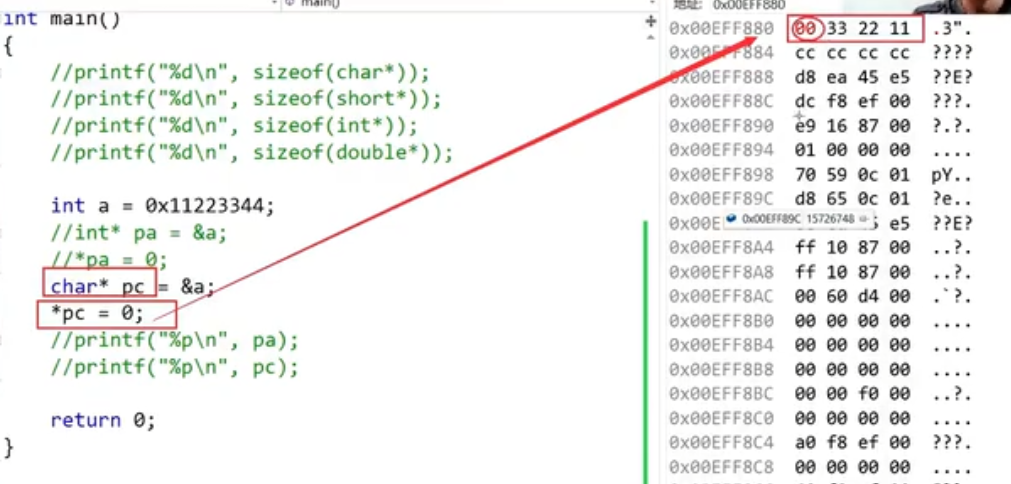 main()
int main()
{
//printf("%d\n", sizeof(char*));
//printf("%d\n", sizeof(short*));
//printf("%d\n", sizeof(int*));
//printf("%d\n", sizeof(double*));
int a = 0x11223344;
//int* pa = &a;
//*pa = 0;
char* pc = &a;
*pc = 0;
//printf("%p\n", pa);
//printf("%p\n", pc);
return 0;
}
地址: 0x00EFF880
0x00EFF880 00 33 22 11 .3".
0x00EFF884 cc cc cc cc ????
0x00EFF888 d8 ea 45 e5 ??E?
0x00EFF88C dc f8 ef 00 ???.
0x00EFF890 e9 16 87 00 ?.?.
0x00EFF894 01 00 00 00 ....
0x00EFF898 70 59 0c 01 pY..
0x00EFF89C d8 65 0c 01 ?e..
0x00EFF89C 15726748
e5 ??E?
0x00EFF8A4 ff 10 87 00 ..?.
0x00EFF8A8 ff 10 87 00 ..?.
0x00EFF8AC 00 60 d4 00 .`?.
0x00EFF8B0 00 00 00 00 ....
0x00EFF8B4 00 00 00 00 ....
0x00EFF8B8 00 00 00 00 ....
0x00EFF8BC 00 00 f0 00 ..?.
0x00EFF8C0 00 00 00 00 ....
0x00EFF8C4 a0 f8 ef 00 ???.
0x00EFF8C8 00 00 00 00 ....